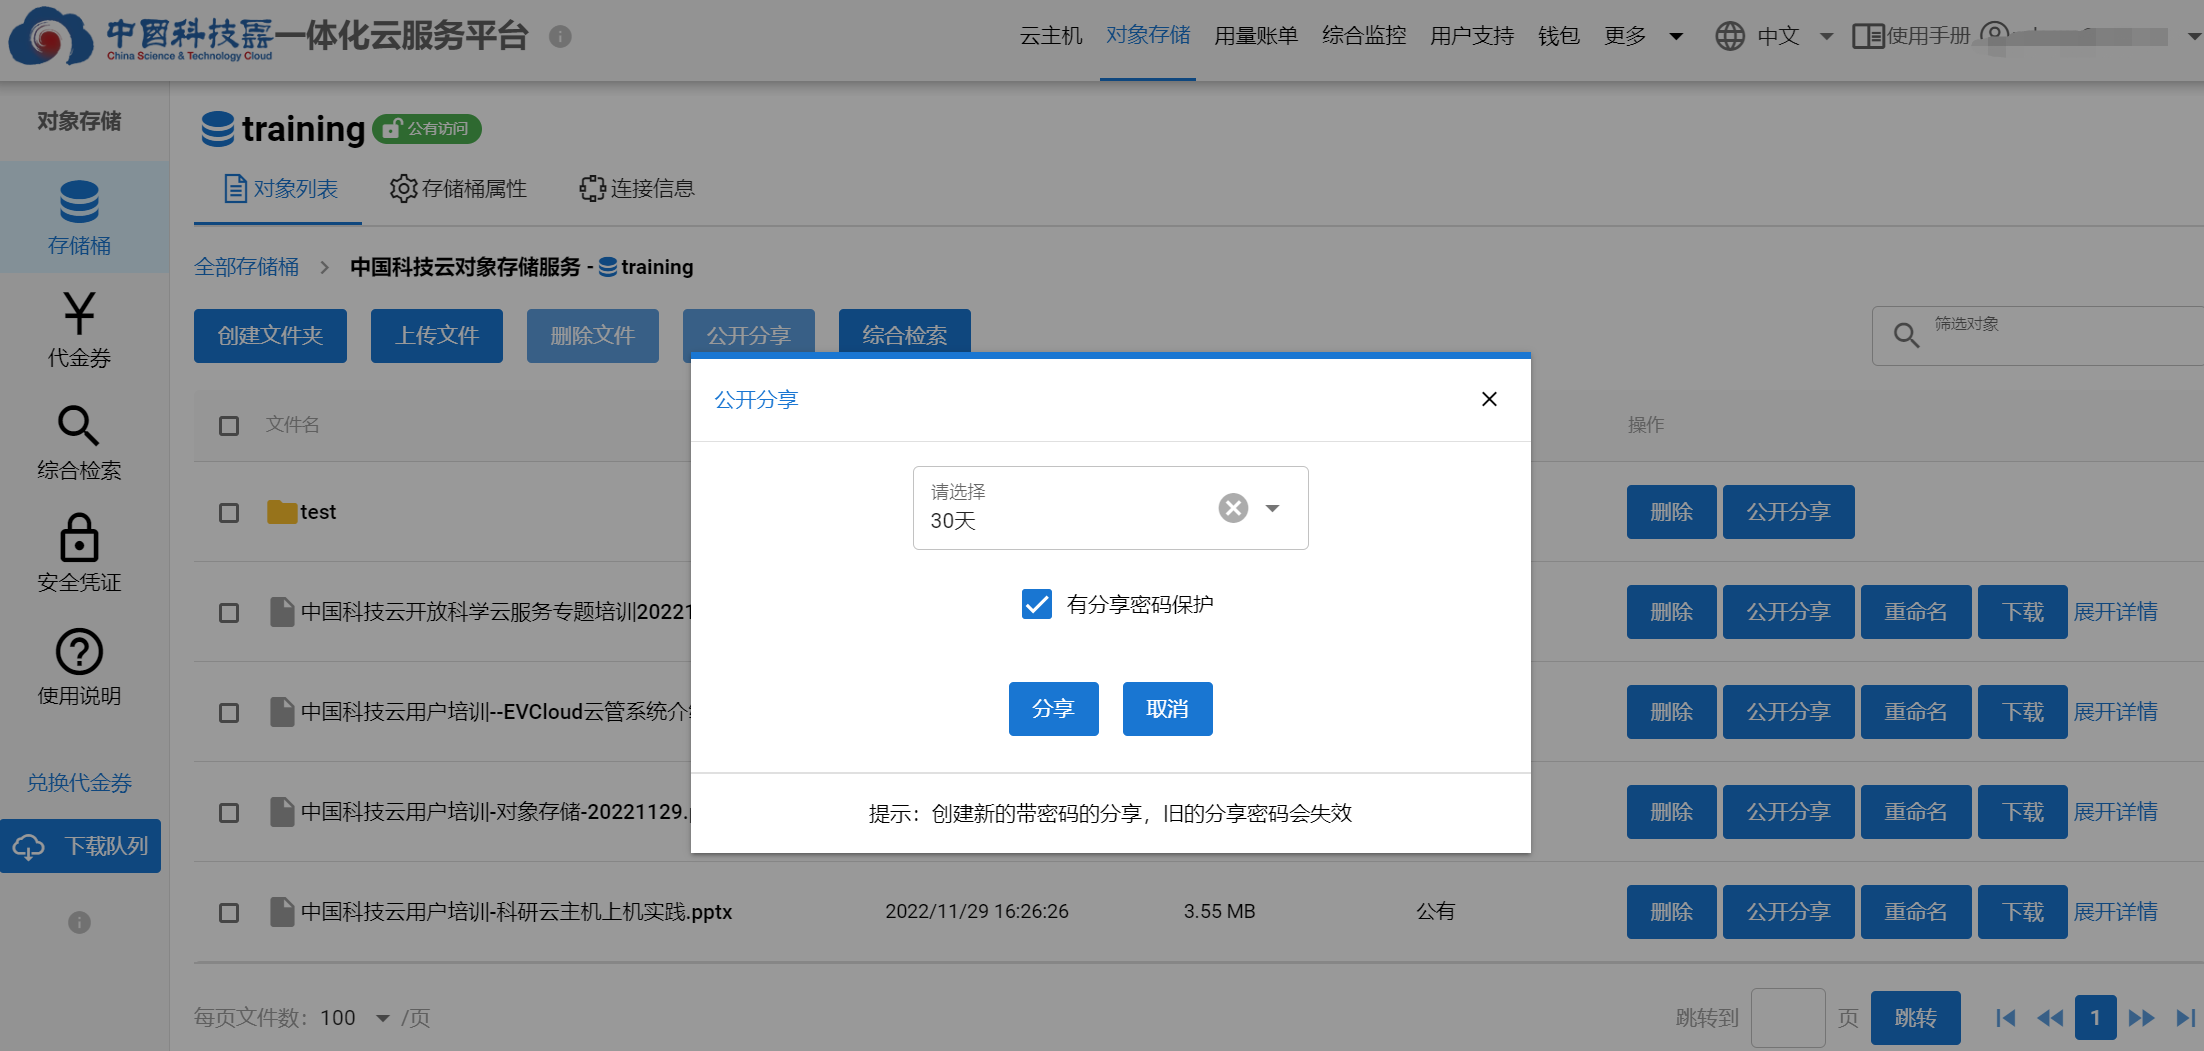 中國科技雲
China Science & Technology Cloud
一体化云服务平台
云主机 对象存储 用量账单 综合监控 用户支持 钱包 更多 中文 使用手册
对象存储
存储桶
代金券
综合检索
安全凭证
使用说明
兑换代金券
下载队列
training 公有访问
对象列表 存储桶属性 连接信息
全部存储桶 > 中国科技云对象存储服务 - training
创建文件夹 上传文件 删除文件 公开分享 综合检索 筛选对象
文件名 操作
test 删除 公开分享
中国科技云开放科学云服务专题培训20221 删除 公开分享 重命名 下载 展开详情
中国科技云用户培训--EVCloud云管系统介 删除 公开分享 重命名 下载 展开详情
中国科技云用户培训-对象存储-20221129. 删除 公开分享 重命名 下载 展开详情
中国科技云用户培训-科研云主机上机实践.pptx 2022/11/29 16:26:26 3.55 MB 公有 删除 公开分享 重命名 下载 展开详情
每页文件数: 100 /页 跳转到 页 跳转 1
公开分享
请选择
30天
有分享密码保护
分享 取消
提示：创建新的带密码的分享，旧的分享密码会失效